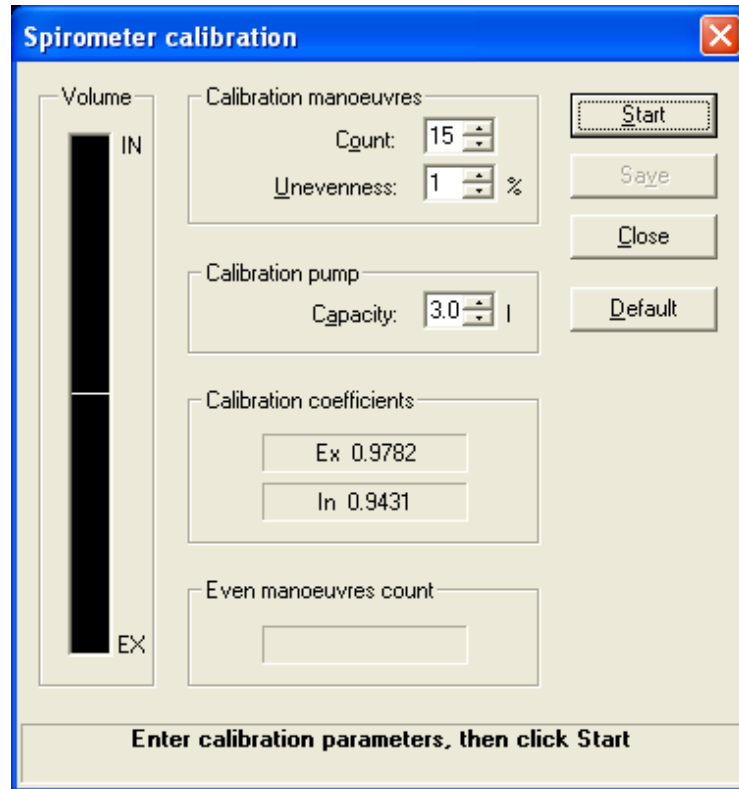 Spirometer calibration
Volume
IN
EX
Calibration manoeuvres
Count: 15
Unevenness: 1 %
Calibration pump
Capacity: 3.0 l
Calibration coefficients
Ex 0.9782
In 0.9431
Even manoeuvres count
Start
Save
Close
Default
Enter calibration parameters, then click Start